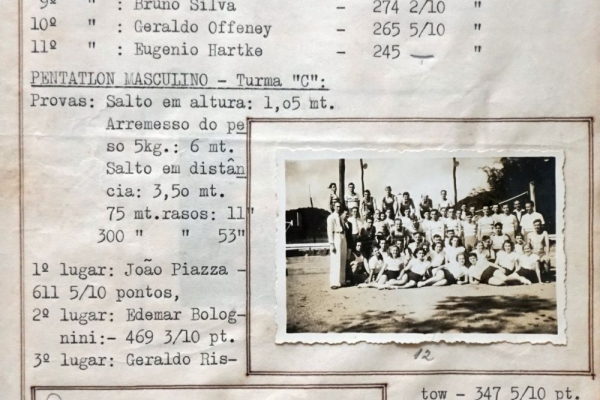 9º " : Bruno Silva - 274 2/10 "
10º " : Geraldo Offeney - 265 5/10 "
11º " : Eugenio Hartke - 245 __ "
PENTATLON MASCULINO - Turma "C":
Provas: Salto em altura: 1,o5 mt.
Arremesso do pe
so 5kg.: 6 mt.
Salto em distân
cia: 3,5o mt.
75 mt.rasos: 11"
300 " " 53"
1º lugar: João Piazza -
611 5/10 pontos,
2º lugar: Edemar Bolog-
nini:- 469 3/10 pt.
3º lugar: Geraldo Ris-
12
tow - 347 5/10 pt.